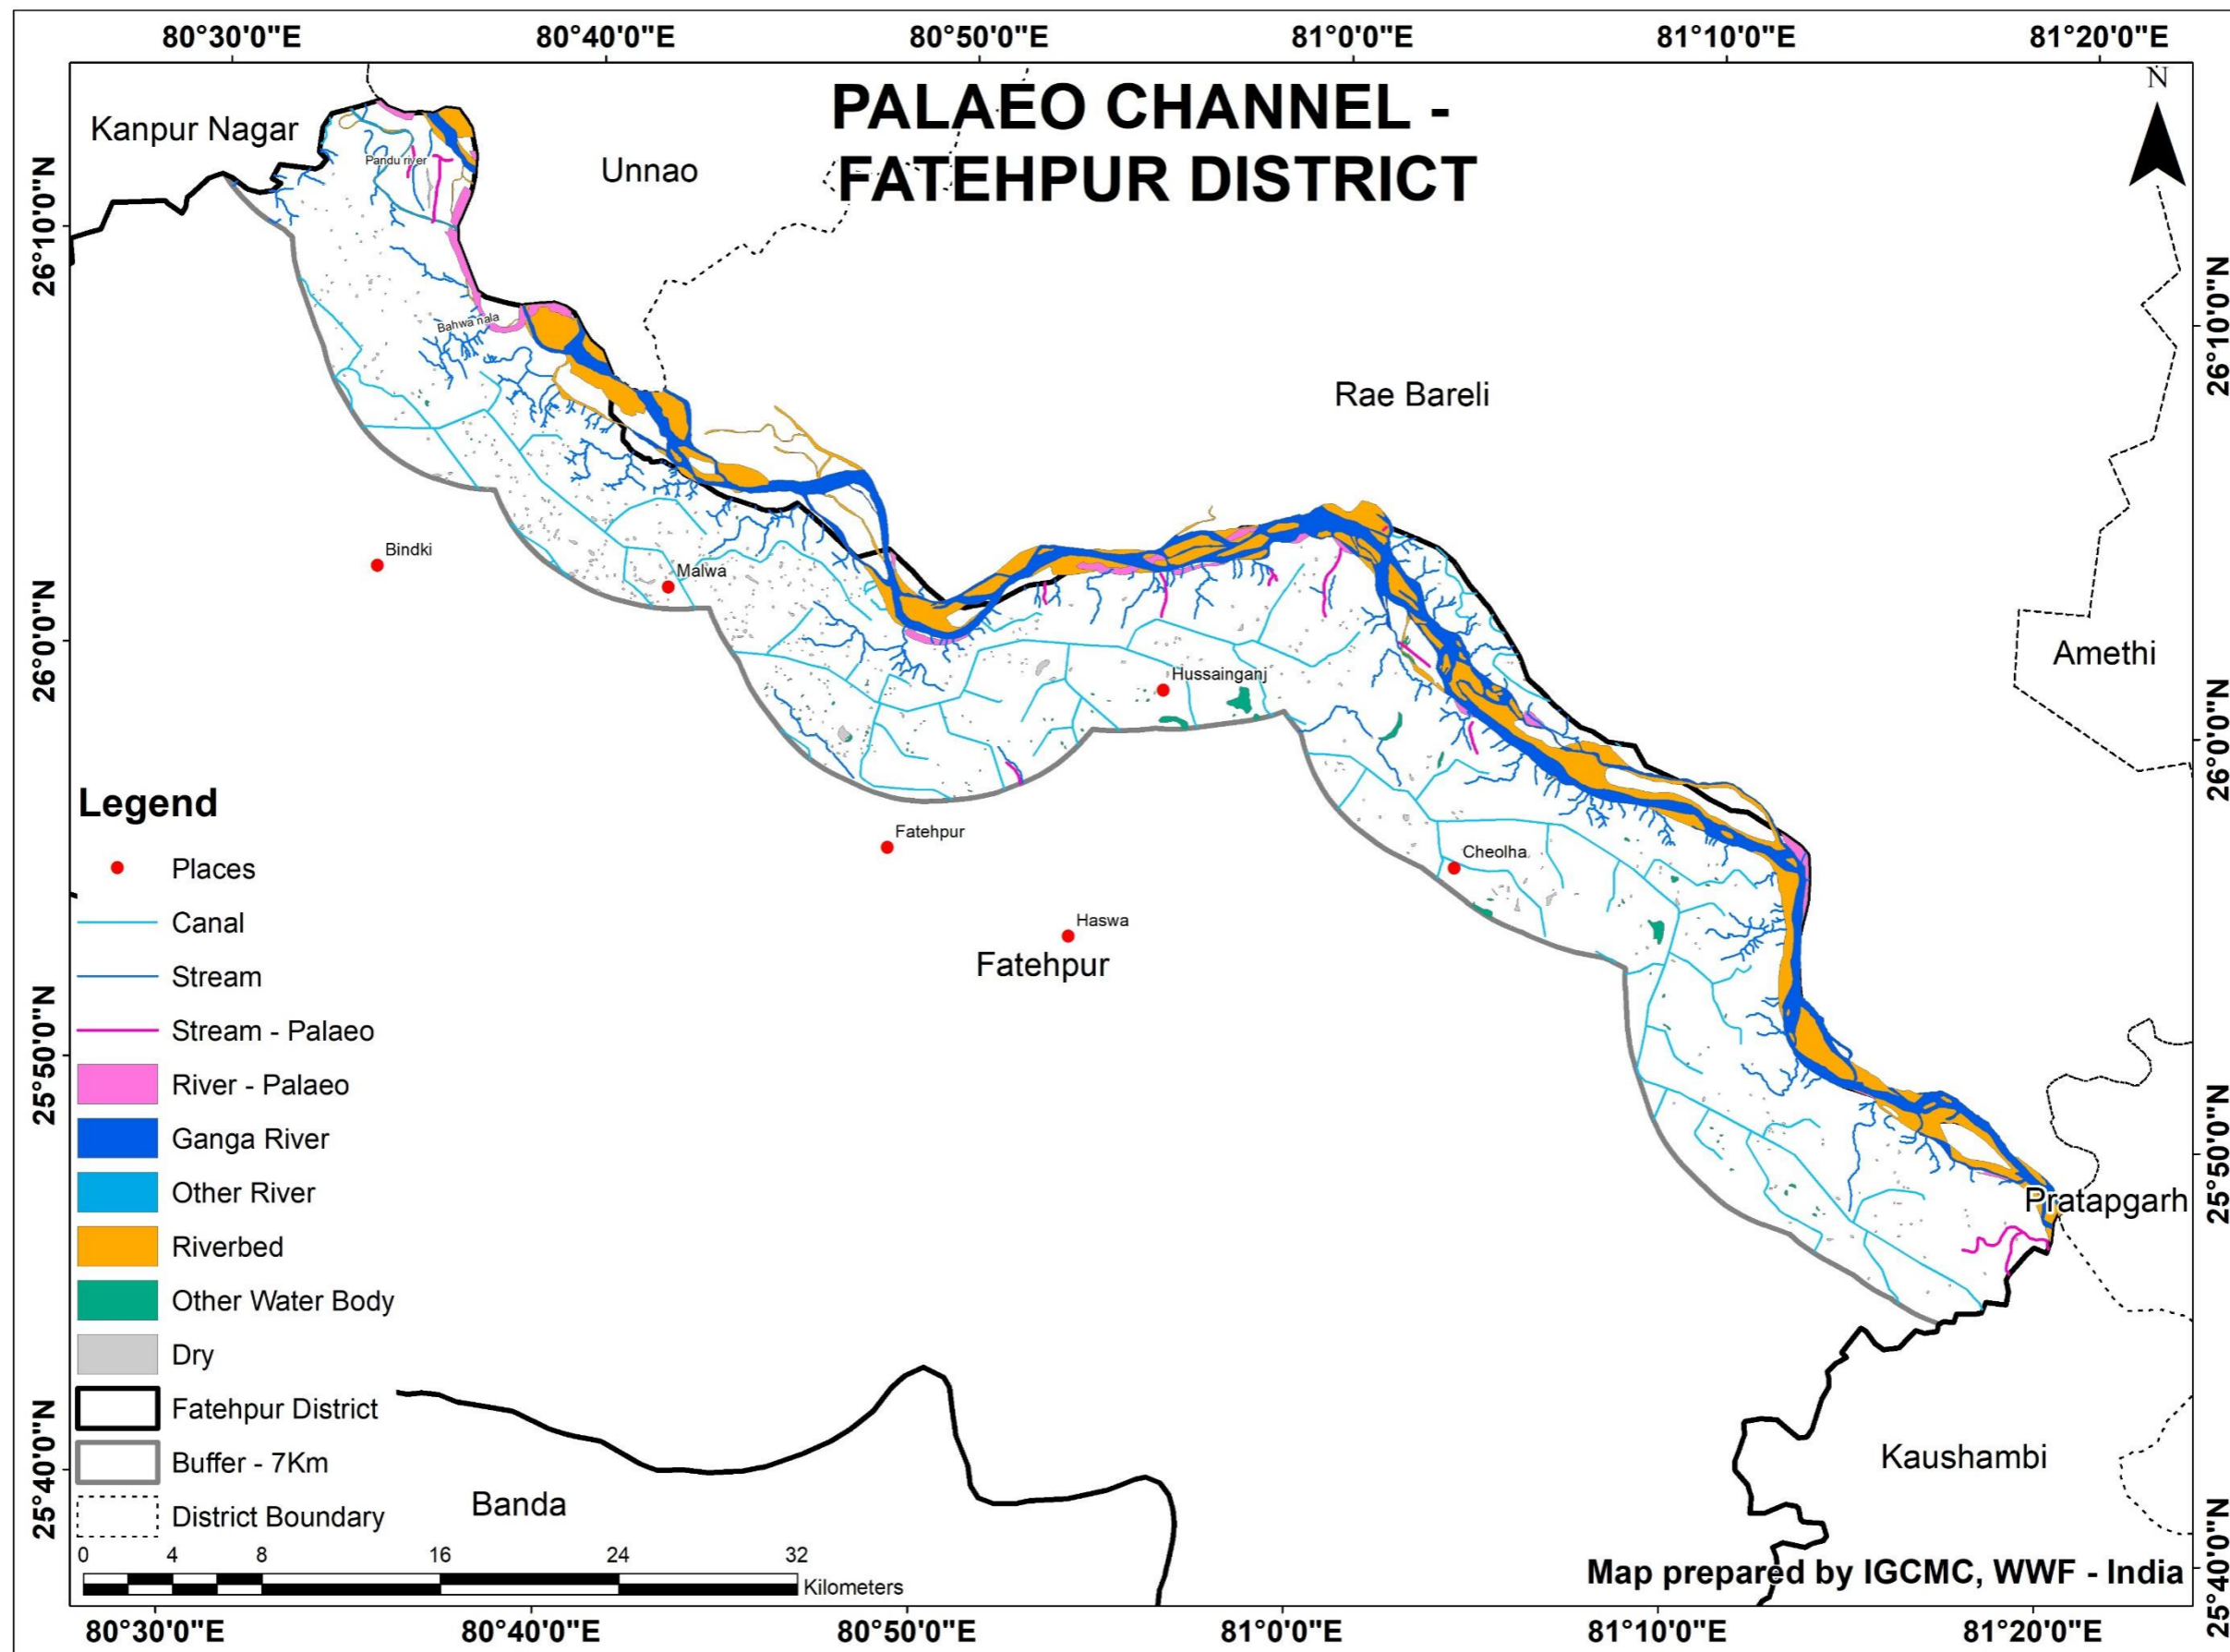 80°30'0"E 80°40'0"E 80°50'0"E 81°0'0"E 81°10'0"E 81°20'0"E
N
PALAEO CHANNEL -
FATEHPUR DISTRICT
Kanpur Nagar
Unnao
Pandu river
26°10'0"N
26°10'0"N
Bahwa nala
Rae Bareli
Bindki
Malwa
26°0'0"N
Amethi
Hussainganj
26°0'0"N
Fatehpur
Cheolha
Haswa
Fatehpur
Legend
Places
Canal
Stream
Stream - Palaeo
River - Palaeo
Ganga River
Other River
Riverbed
Other Water Body
Dry
Fatehpur District
Buffer - 7Km
District Boundary
25°50'0"N
25°50'0"N
Pratapgarh
25°40'0"N
Kaushambi
Banda
25°40'0"N
0 4 8 16 24 32
Kilometers
Map prepared by IGCMC, WWF - India
80°30'0"E 80°40'0"E 80°50'0"E 81°0'0"E 81°10'0"E 81°20'0"E